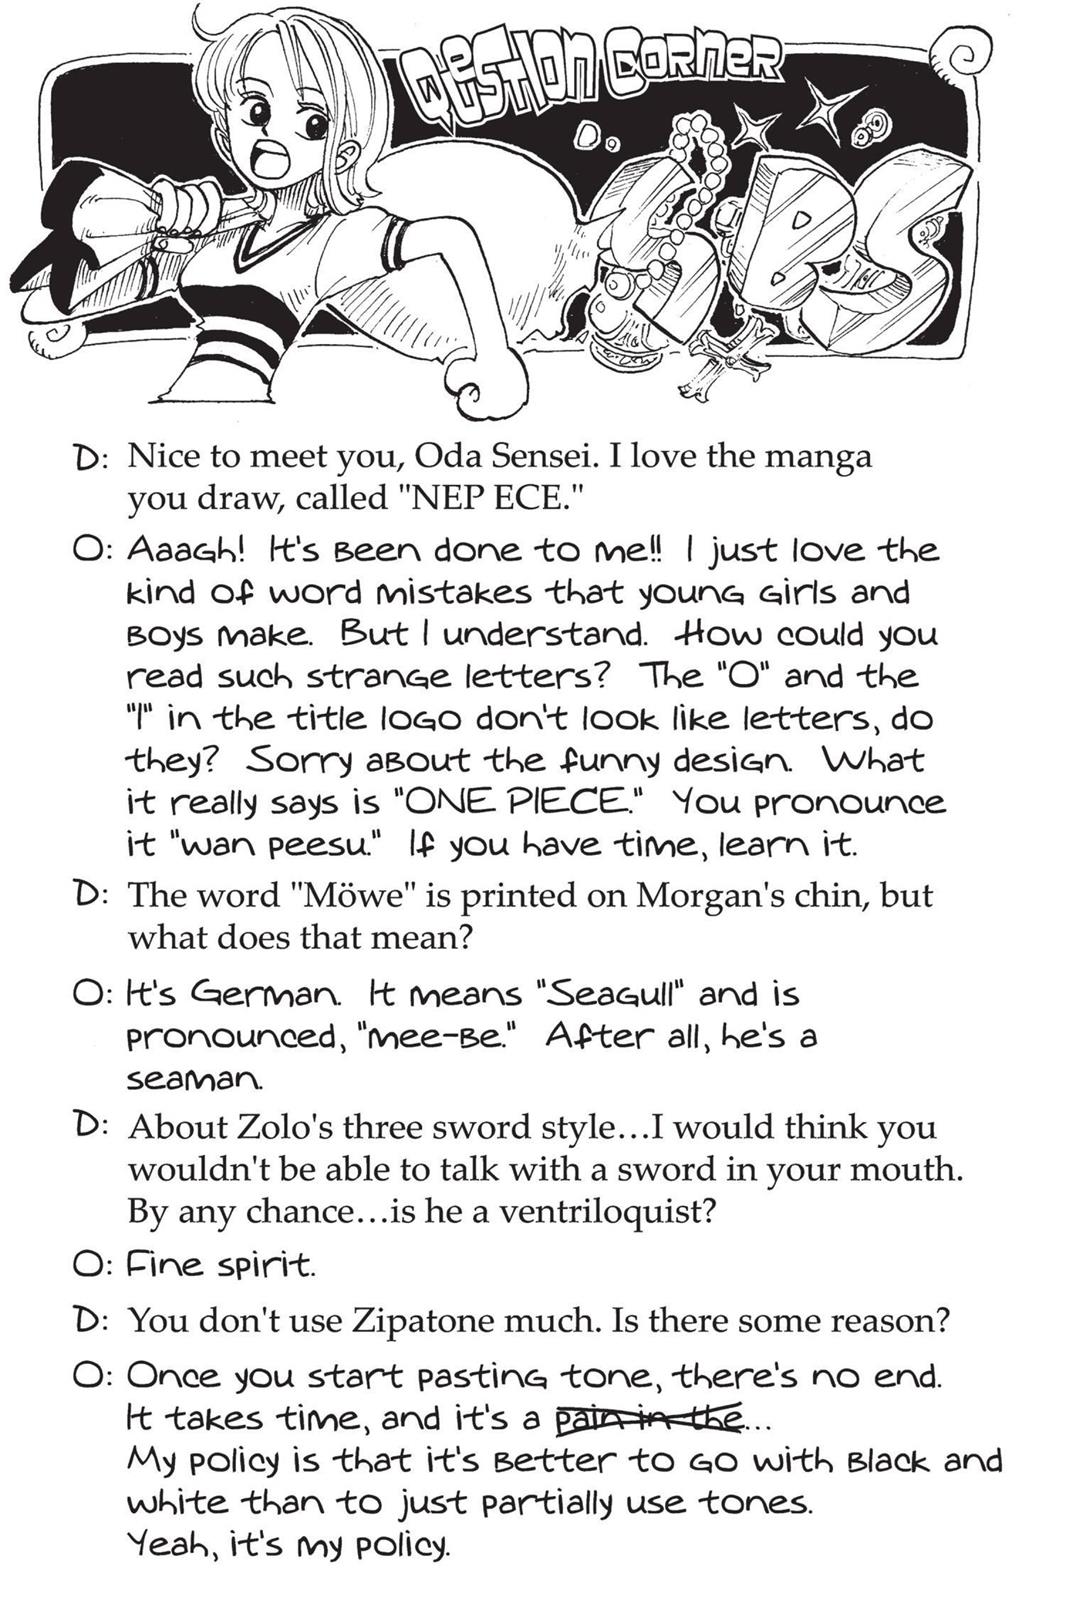 QUESTION CORNER
SBS
D: Nice to meet you, Oda Sensei. I love the manga
you draw, called "NEP ECE."
O: Aaagh! It's been done to me!! I just love the
kind of word mistakes that young girls and
boys make. But I understand. How could you
read such strange letters? The "O" and the
"I" in the title logo don't look like letters, do
they? Sorry about the funny design. What
it really says is "ONE PIECE." You pronounce
it "wan peesu." If you have time, learn it.
D: The word "Möwe" is printed on Morgan's chin, but
what does that mean?
O: It's German. It means "Seagull" and is
pronounced, "mee-be." After all, he's a
seaman.
D: About Zolo's three sword style...I would think you
wouldn't be able to talk with a sword in your mouth.
By any chance...is he a ventriloquist?
O: Fine spirit.
D: You don't use Zipatone much. Is there some reason?
O: Once you start pasting tone, there's no end.
It takes time, and it's a pain in the...
My policy is that it's better to go with black and
white than to just partially use tones.
Yeah, it's my policy.